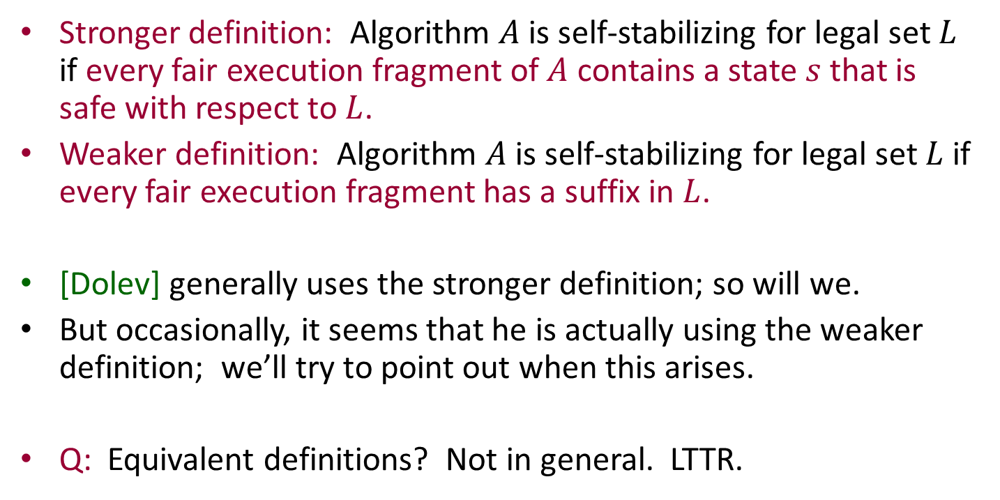 • Stronger definition: Algorithm A is self-stabilizing for legal set L
if every fair execution fragment of A contains a state s that is
safe with respect to L.
• Weaker definition: Algorithm A is self-stabilizing for legal set L if
every fair execution fragment has a suffix in L.
• [Dolev] generally uses the stronger definition; so will we.
• But occasionally, it seems that he is actually using the weaker
definition; we’ll try to point out when this arises.
• Q: Equivalent definitions? Not in general. LTTR.